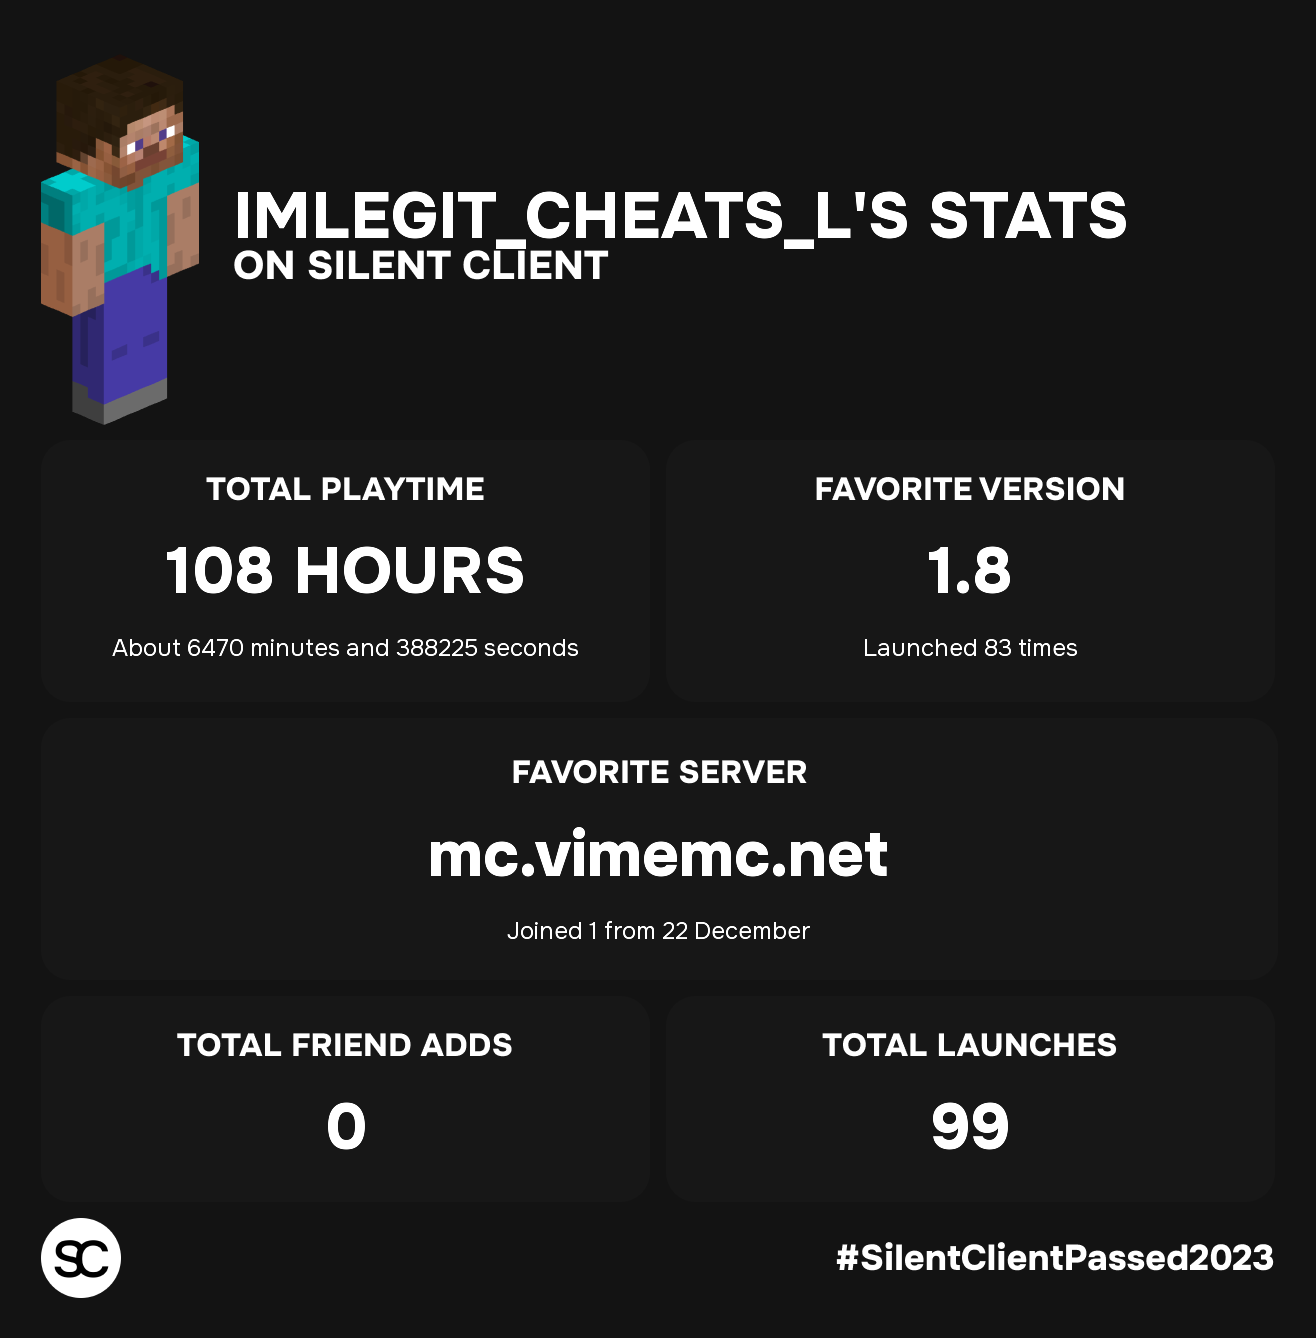 IMLEGIT_CHEATS_L'S STATS
ON SILENT CLIENT
TOTAL PLAYTIME
108 HOURS
About 6470 minutes and 388225 seconds
FAVORITE VERSION
1.8
Launched 83 times
FAVORITE SERVER
mc.vimemc.net
Joined 1 from 22 December
TOTAL FRIEND ADDS
0
TOTAL LAUNCHES
99
SC
#SilentClientPassed2023